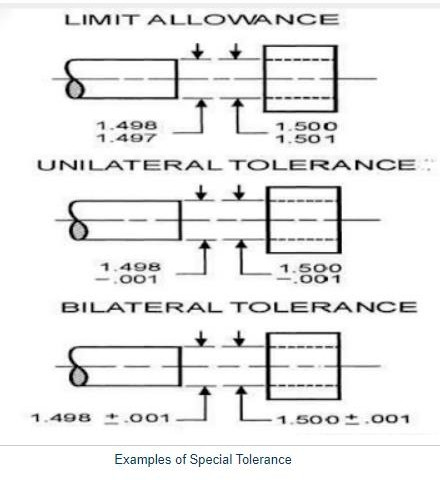 LIMIT ALLOWANCE
1.498
1.497
1.500
1.501
UNILATERAL TOLERANCE
1.498
-.001
1.500
-.001
BILATERAL TOLERANCE
1.498 ±.001
1.500 ±.001
Examples of Special Tolerance